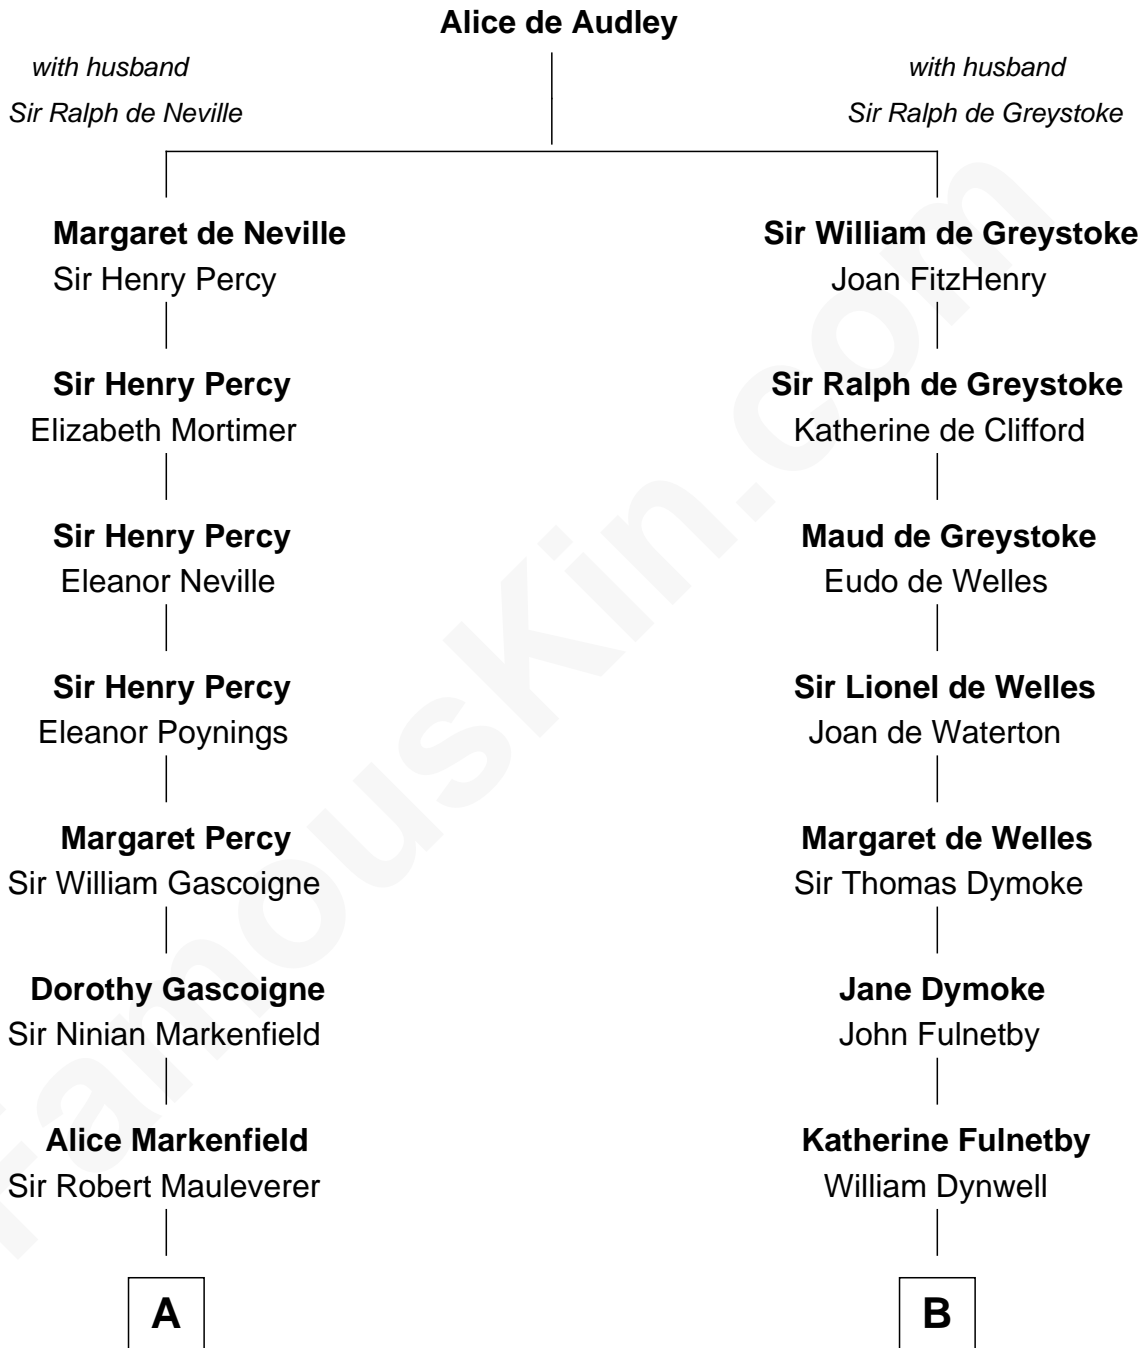 Alice de Audley
with husband
Sir Ralph de Neville
with husband
Sir Ralph de Greystoke
Margaret de Neville
Sir Henry Percy
Sir William de Greystoke
Joan FitzHenry
Sir Henry Percy
Elizabeth Mortimer
Sir Ralph de Greystoke
Katherine de Clifford
Sir Henry Percy
Eleanor Neville
Maud de Greystoke
Eudo de Welles
Sir Henry Percy
Eleanor Poynings
Sir Lionel de Welles
Joan de Waterton
Margaret Percy
Sir William Gascoigne
Margaret de Welles
Sir Thomas Dymoke
Dorothy Gascoigne
Sir Ninian Markenfield
Jane Dymoke
John Fulnetby
Alice Markenfield
Sir Robert Mauleverer
Katherine Fulnetby
William Dynwell
A
B
FamousKin.com